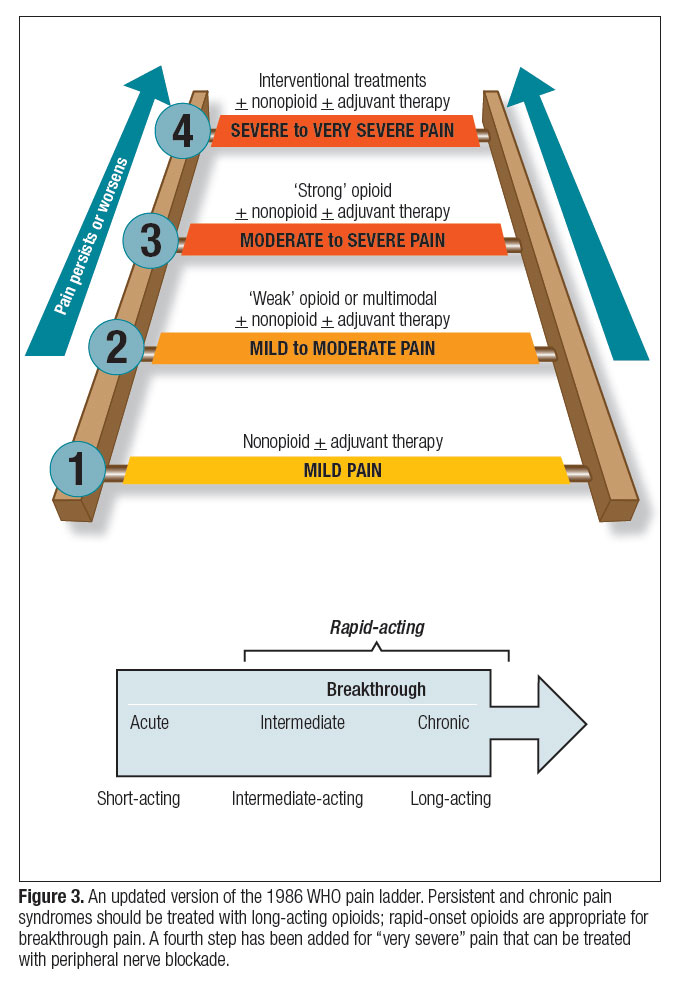 Interventional treatments
+ nonopioid + adjuvant therapy
4
SEVERE to VERY SEVERE PAIN
Pain persists or worsens
‘Strong’ opioid
+ nonopioid + adjuvant therapy
3
MODERATE to SEVERE PAIN
‘Weak’ opioid or multimodal
+ nonopioid + adjuvant therapy
2
MILD to MODERATE PAIN
Nonopioid + adjuvant therapy
1
MILD PAIN
Rapid-acting
Breakthrough
Acute Intermediate Chronic
Short-acting Intermediate-acting Long-acting
Figure 3. An updated version of the 1986 WHO pain ladder. Persistent and chronic pain
syndromes should be treated with long-acting opioids; rapid-onset opioids are appropriate for
breakthrough pain. A fourth step has been added for “very severe” pain that can be treated
with peripheral nerve blockade.